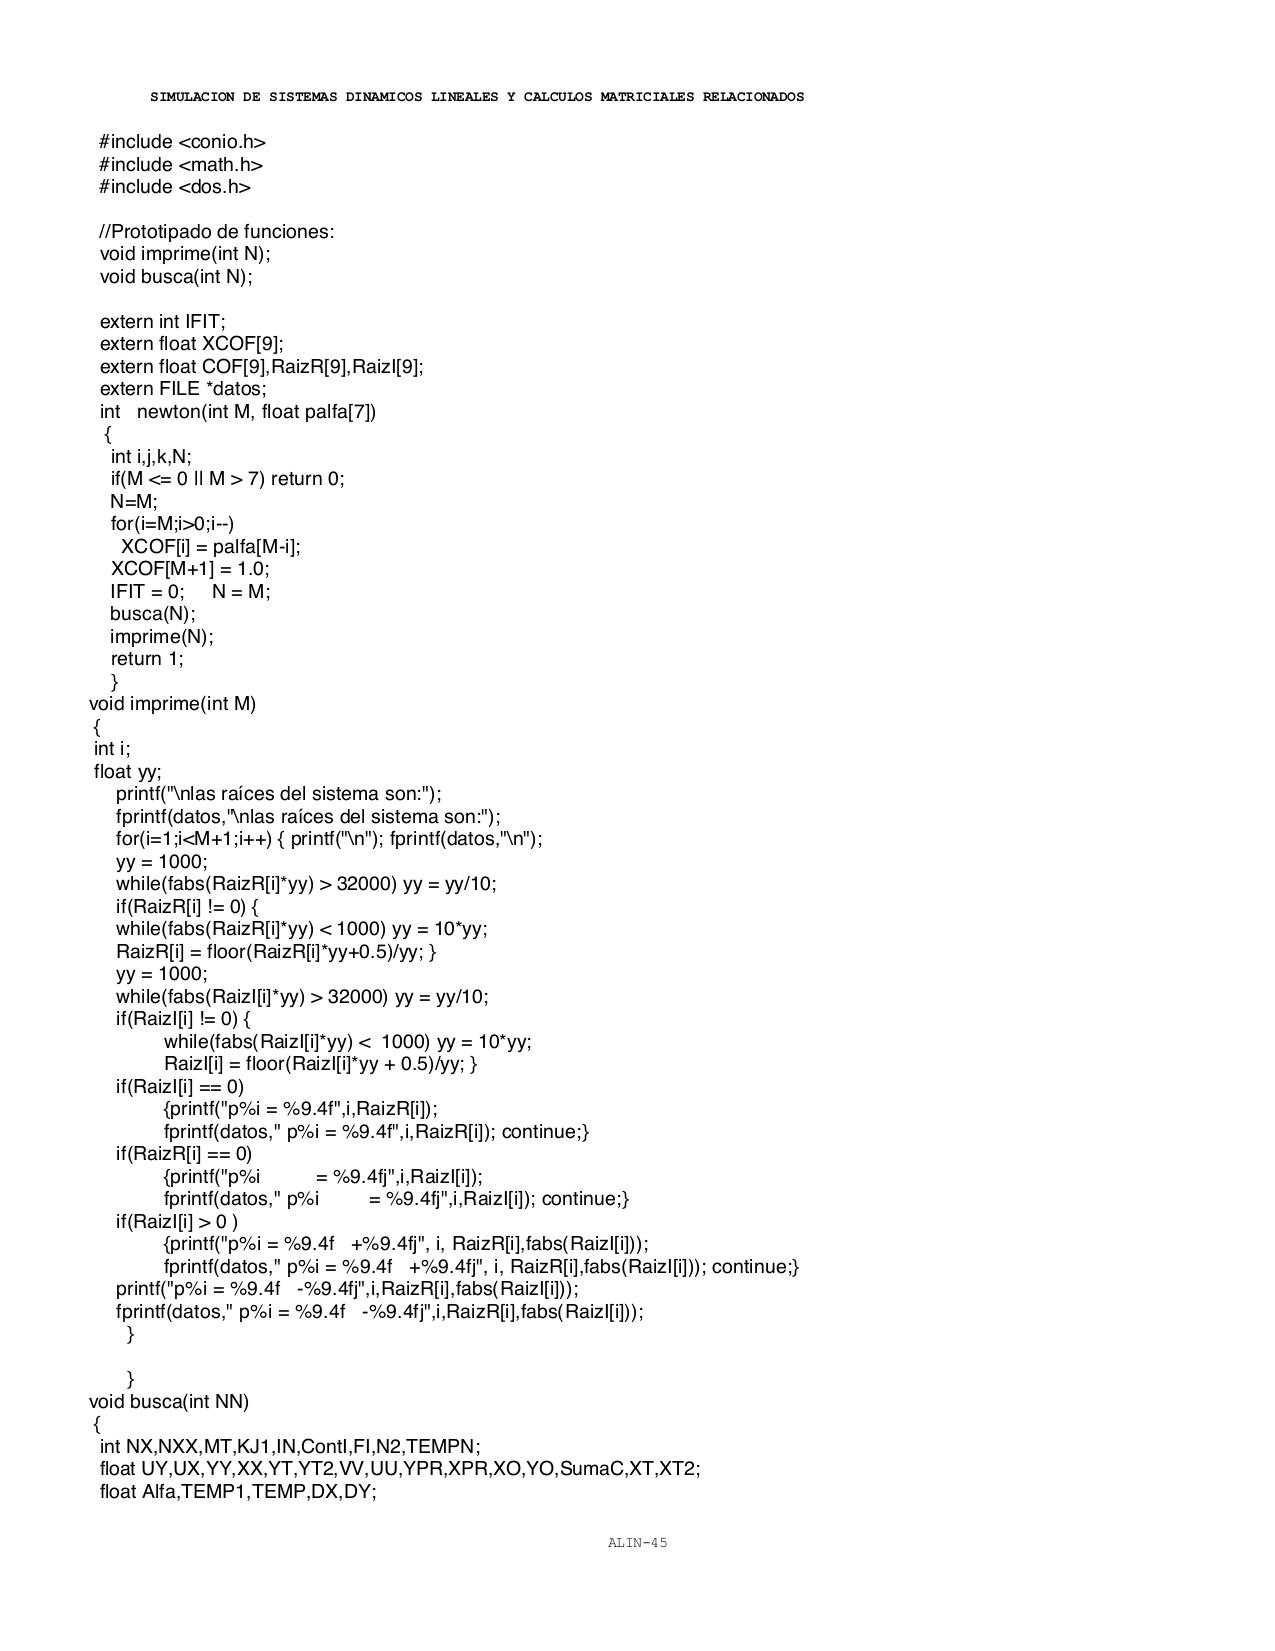 SIMULACION DE SISTEMAS DINAMICOS LINEALES Y CALCULOS MATRICIALES RELACIONADOS
#include <conio.h>
#include <math.h>
#include <dos.h>
//Prototipado de funciones:
void imprime(int N);
void busca(int N);
extern int IFIT;
extern float XCOF[9];
extern float COF[9],RaizR[9],RaizI[9];
extern FILE *datos;
int   newton(int M, float palfa[7])
{
int i,j,k,N;
if(M <= 0 || M > 7) return 0;
N=M;
for(i=M;i>0;i--)
XCOF[i] = palfa[M-i];
XCOF[M+1] = 1.0;
IFIT = 0;     N = M;
busca(N);
imprime(N);
return 1;
}
void imprime(int M)
{
int i;
float yy;
printf("\nlas raíces del sistema son:");
fprintf(datos,"\nlas raíces del sistema son:");
for(i=1;i<M+1;i++) { printf("\n"); fprintf(datos,"\n");
yy = 1000;
while(fabs(RaizR[i]*yy) > 32000) yy = yy/10;
if(RaizR[i] != 0) {
while(fabs(RaizR[i]*yy) < 1000) yy = 10*yy;
RaizR[i] = floor(RaizR[i]*yy+0.5)/yy; }
yy = 1000;
while(fabs(RaizI[i]*yy) > 32000) yy = yy/10;
if(RaizI[i] != 0) {
while(fabs(RaizI[i]*yy) <  1000) yy = 10*yy;
RaizI[i] = floor(RaizI[i]*yy + 0.5)/yy; }
if(RaizI[i] == 0)
{printf("p%i = %9.4f",i,RaizR[i]);
fprintf(datos," p%i = %9.4f",i,RaizR[i]); continue;}
if(RaizR[i] == 0)
{printf("p%i          = %9.4fj",i,RaizI[i]);
fprintf(datos," p%i         = %9.4fj",i,RaizI[i]); continue;}
if(RaizI[i] > 0 )
{printf("p%i = %9.4f   +%9.4fj", i, RaizR[i],fabs(RaizI[i]));
fprintf(datos," p%i = %9.4f   +%9.4fj", i, RaizR[i],fabs(RaizI[i])); continue;}
printf("p%i = %9.4f   -%9.4fj",i,RaizR[i],fabs(RaizI[i]));
fprintf(datos," p%i = %9.4f   -%9.4fj",i,RaizR[i],fabs(RaizI[i]));
}
}
void busca(int NN)
{
int NX,NXX,MT,KJ1,IN,ContI,FI,N2,TEMPN;
float UY,UX,YY,XX,YT,YT2,VV,UU,YPR,XPR,XO,YO,SumaC,XT,XT2;
float Alfa,TEMP1,TEMP,DX,DY;
ALIN-45